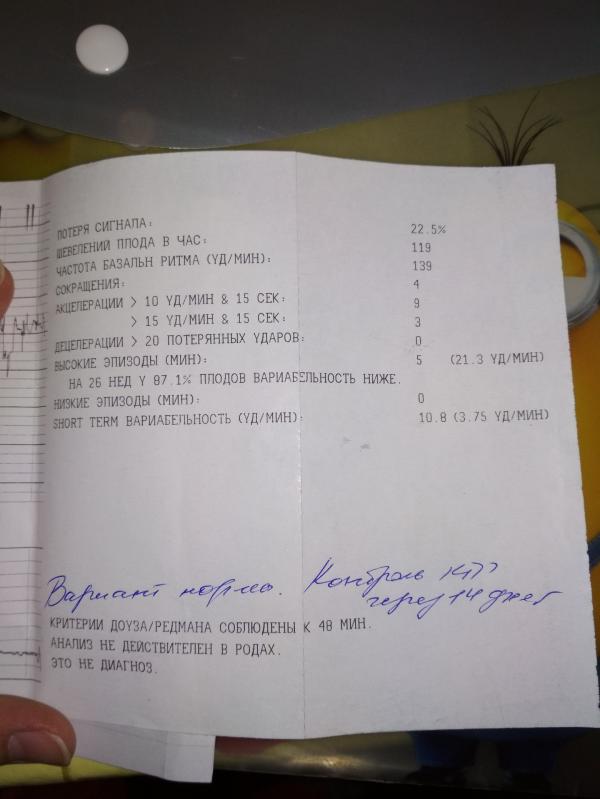 ПОТЕРЯ СИГНАЛА: 22.5%
ШЕВЕЛЕНИЙ ПЛОДА В ЧАС: 119
ЧАСТОТА БАЗАЛЬН РИТМА (УД/МИН): 139
СОКРАЩЕНИЯ: 4
АКЦЕЛЕРАЦИИ > 10 УД/МИН & 15 СЕК: 9
> 15 УД/МИН & 15 СЕК: 3
ДЕЦЕЛЕРАЦИИ > 20 ПОТЕРЯННЫХ УДАРОВ: 0
ВЫСОКИЕ ЭПИЗОДЫ (МИН): 5 (21.3 УД/МИН)
НА 26 НЕД У 87.1% ПЛОДОВ ВАРИАБЕЛЬНОСТЬ НИЖЕ.
НИЗКИЕ ЭПИЗОДЫ (МИН): 0
SHORT TERM ВАРИАБЕЛЬНОСТЬ (УД/МИН): 10.8 (3.75 УД/МИН)
Вариант нормы. Контроль КТГ
через 14 дней
КРИТЕРИИ ДОУЗА/РЕДМАНА СОБЛЮДЕНЫ К 48 МИН.
АНАЛИЗ НЕ ДЕЙСТВИТЕЛЕН В РОДАХ.
ЭТО НЕ ДИАГНОЗ.